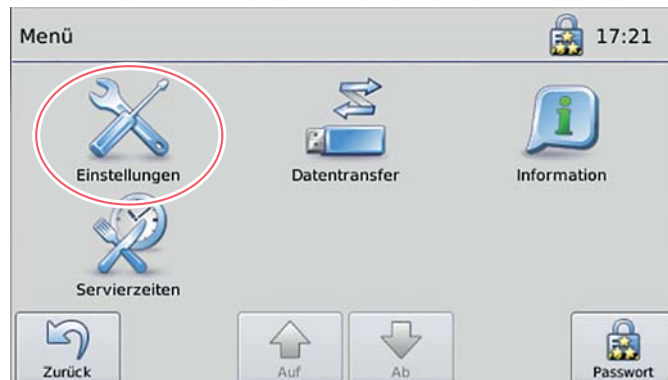 Menü
17:21
Einstellungen
Datentransfer
Information
Servierzeiten
Zurück
Auf
Ab
Passwort